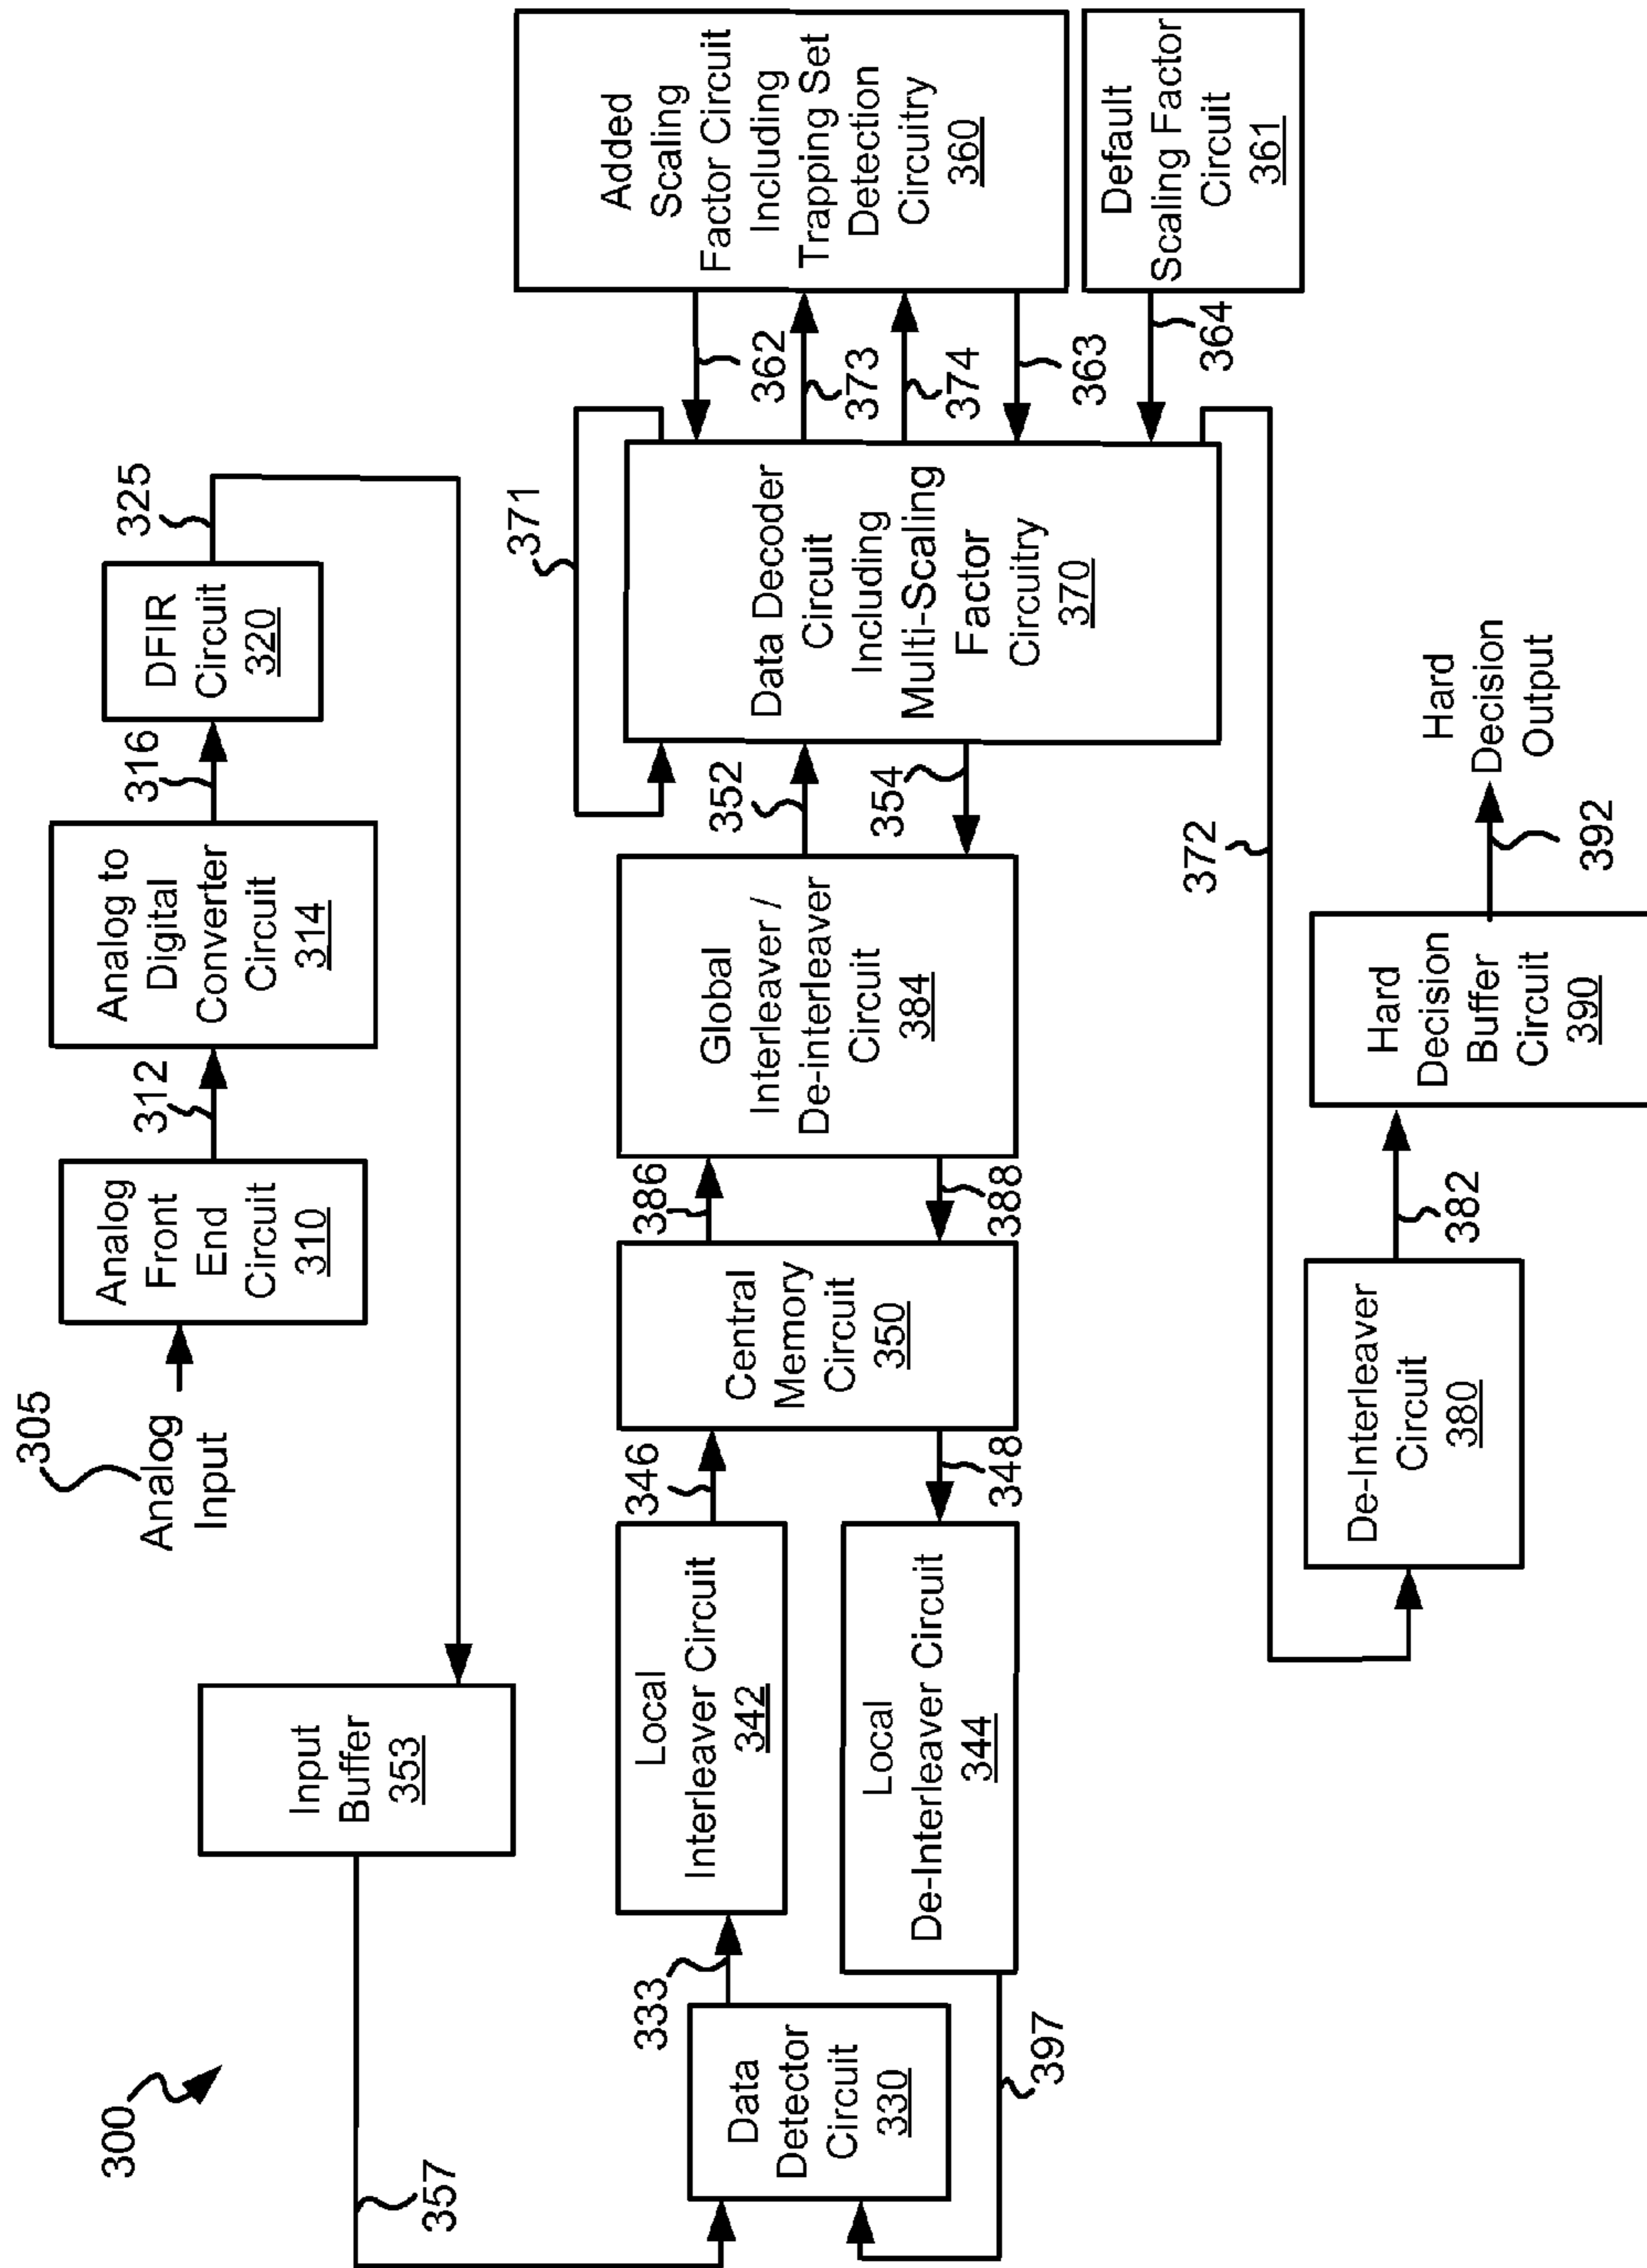 300
305
Analog
Input
Analog
Front
End
Circuit
310
312
Analog to
Digital
Converter
Circuit
314
316
DFIR
Circuit
320
325
Input
Buffer
353
357
Data
Detector
Circuit
330
333
Local
Interleaver Circuit
342
346
Local
De-Interleaver Circuit
344
348
397
Central
Memory
Circuit
350
386
388
Global
Interleaver /
De-interleaver
Circuit
384
352
354
371
Data Decoder
Circuit
Including
Multi-Scaling
Factor
Circuitry
370
362
373
374
363
364
Added
Scaling
Factor Circuit
Including
Trapping Set
Detection
Circuitry
360
Default
Scaling Factor
Circuit
361
372
De-Interleaver
Circuit
380
382
Hard
Decision
Buffer
Circuit
390
392
Hard
Decision
Output